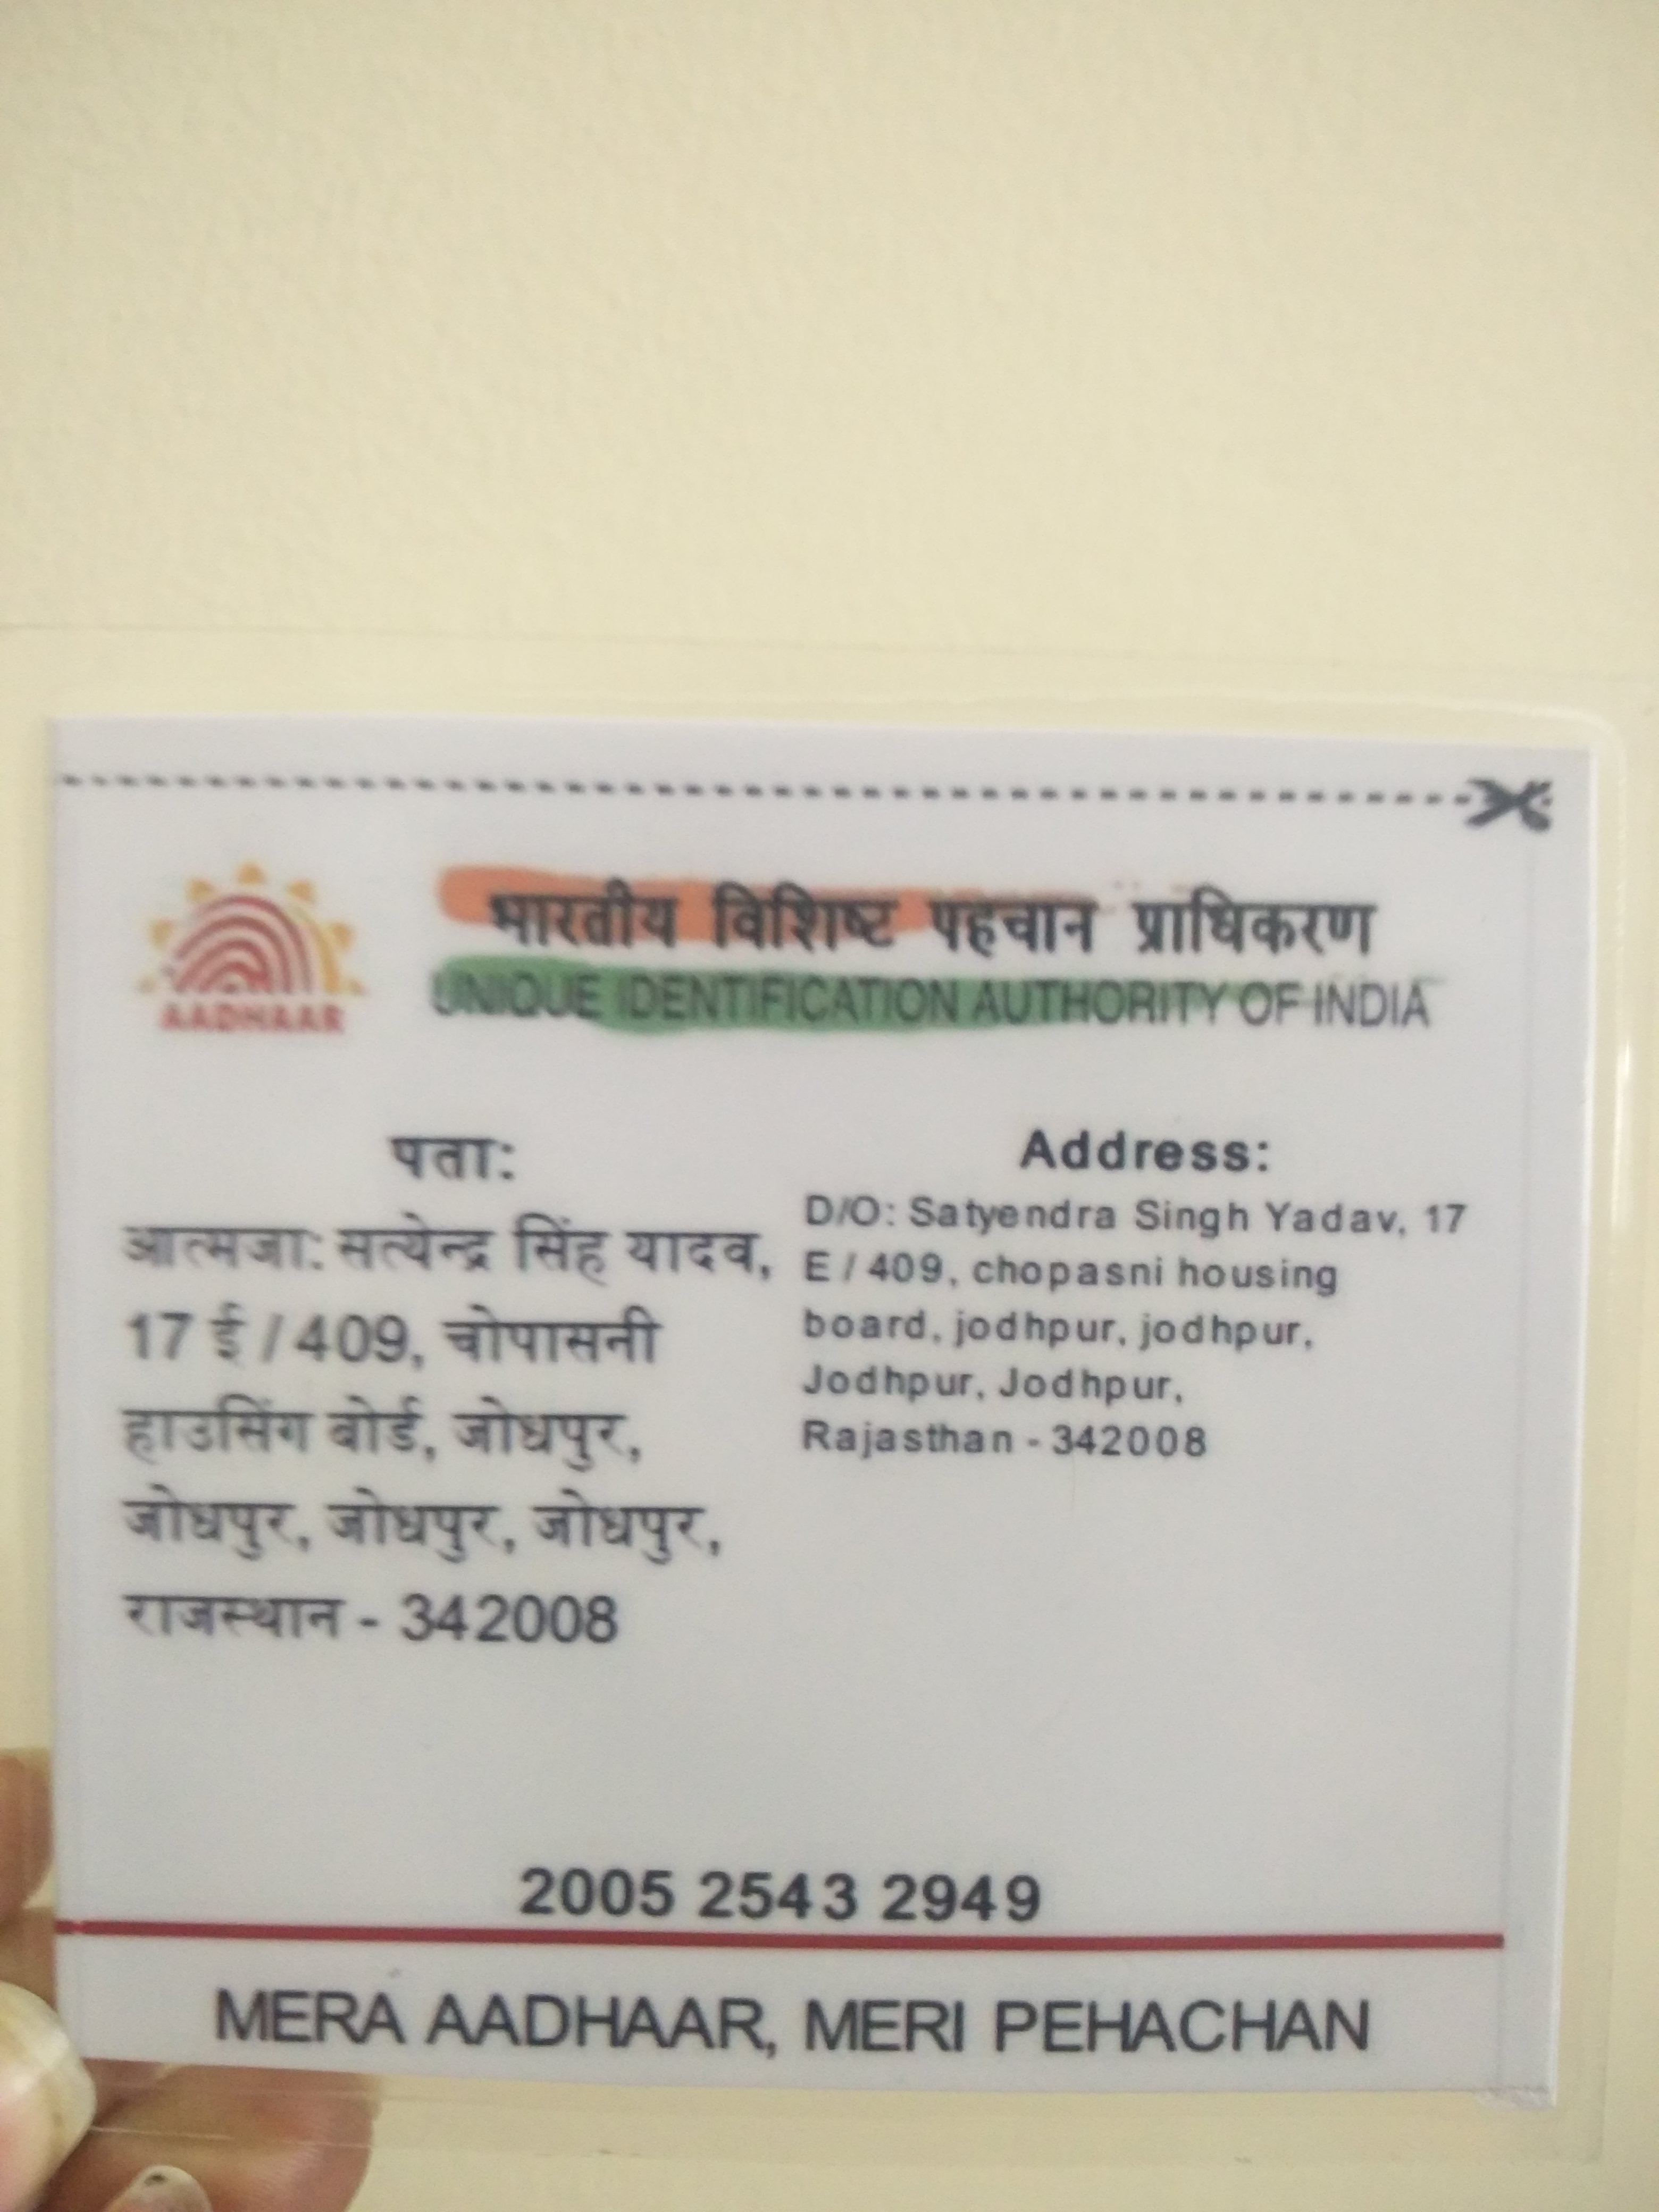 भारतीय विशिष्ट पहचान प्राधिकरण
UNIQUE IDENTIFICATION AUTHORITY OF INDIA
AADHAAR
पता:
आत्मजा: सत्येन्द्र सिंह यादव,
17 ई / 409, चोपासनी
हाउसिंग बोर्ड, जोधपुर,
जोधपुर, जोधपुर, जोधपुर,
राजस्थान - 342008
Address:
D/O: Satyendra Singh Yadav, 17
E / 409, chopasni housing
board, jodhpur, jodhpur,
Jodhpur, Jodhpur,
Rajasthan - 342008
2005 2543 2949
MERA AADHAAR, MERI PEHACHAN